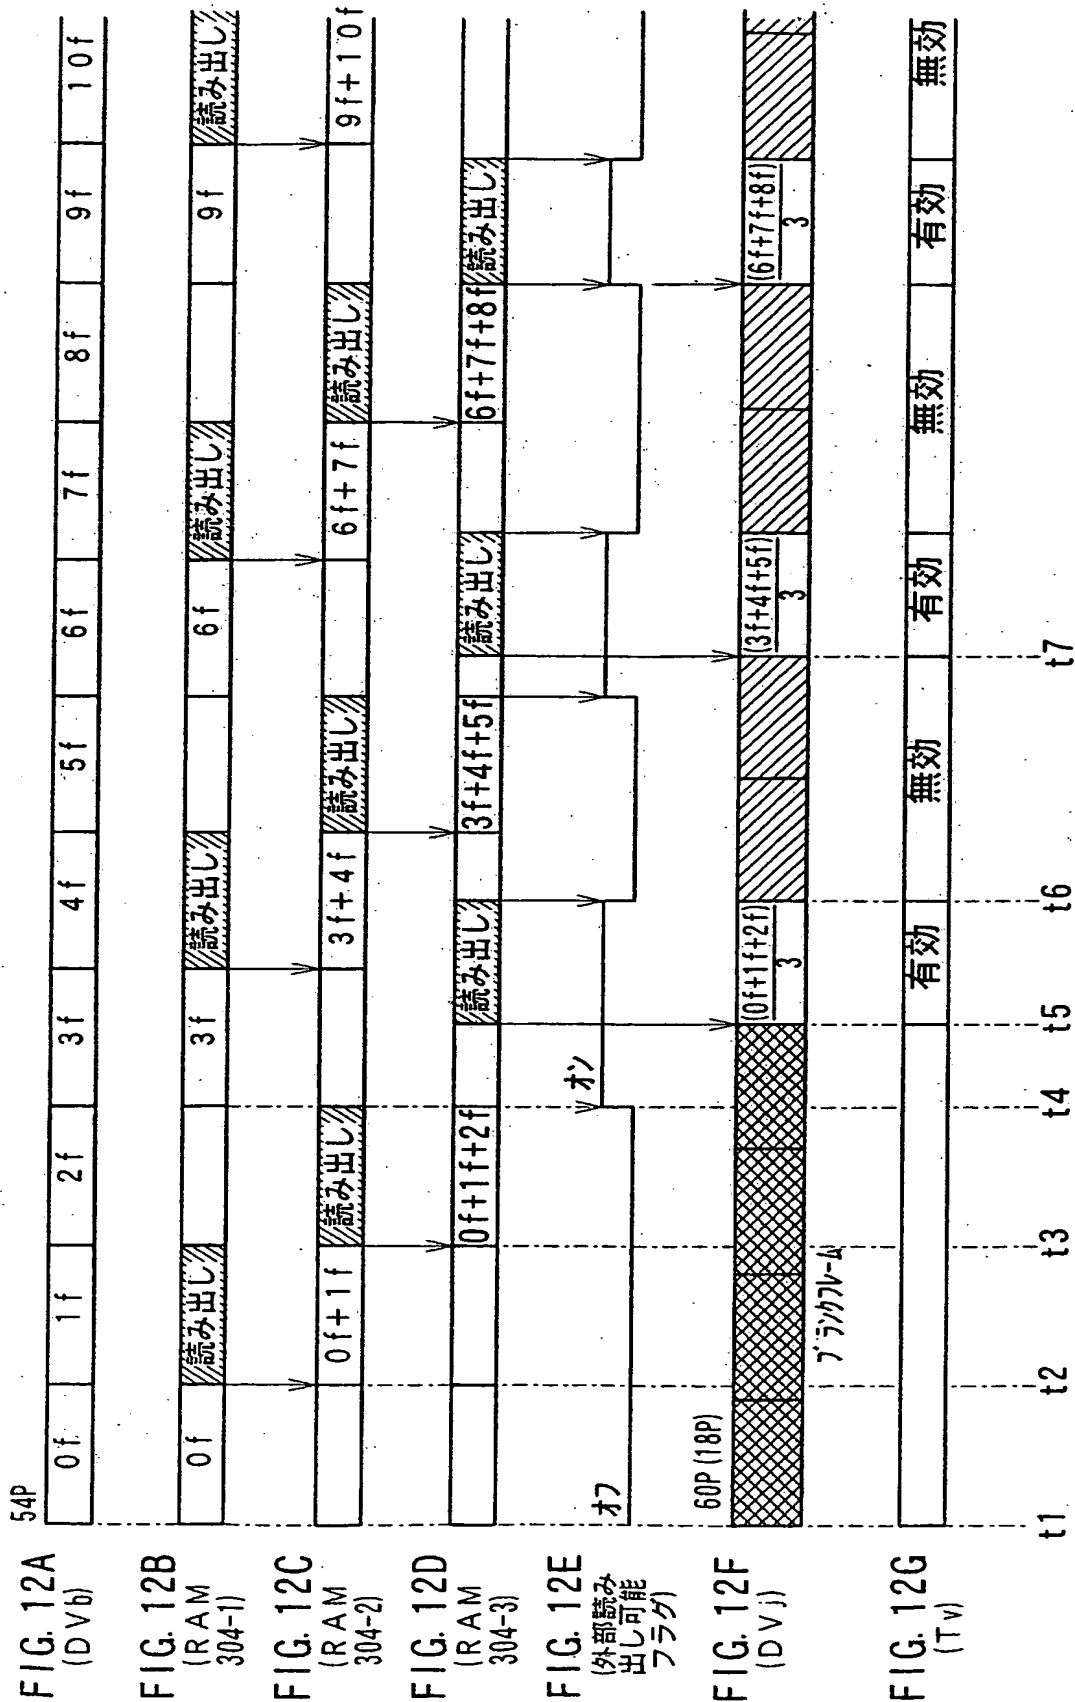 FIG. 12A
(DVb)
54P
0f 1f 2f 3f 4f 5f 6f 7f 8f 9f 10f
FIG. 12B
(RAM
304-1)
0f 読み出し 3f 読み出し 6f 読み出し 9f 読み出し
FIG. 12C
(RAM
304-2)
0f+1f 読み出し 3f+4f 読み出し 6f+7f 読み出し 9f+10f
FIG. 12D
(RAM
304-3)
0f+1f+2f 読み出し 3f+4f+5f 読み出し 6f+7f+8f 読み出し
FIG. 12E
(外部読み
出し可能
フラグ)
オフ オン
FIG. 12F
(DVj)
60P (18P)
(0f+1f+2f) (3f+4f+5f) (6f+7f+8f)
3 3 3
ブランクフレーム
FIG. 12G
(Tv)
有効 無効 有効 無効 有効 無効
t1 t2 t3 t4 t5 t6 t7